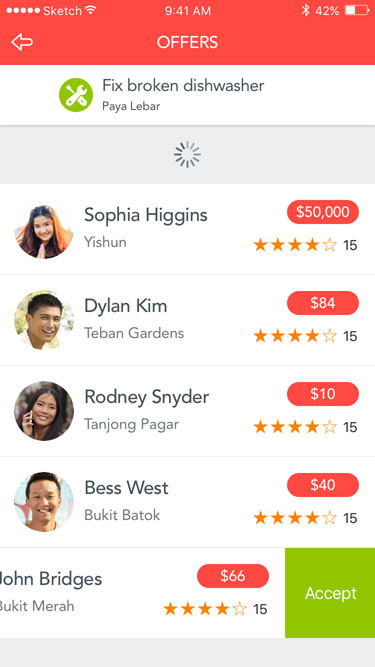 Sketch 9:41 AM 42%
OFFERS
Fix broken dishwasher
Paya Lebar
Sophia Higgins $50,000
Yishun 15
Dylan Kim $84
Teban Gardens 15
Rodney Snyder $10
Tanjong Pagar 15
Bess West $40
Bukit Batok 15
John Bridges $66
Bukit Merah 15
Accept